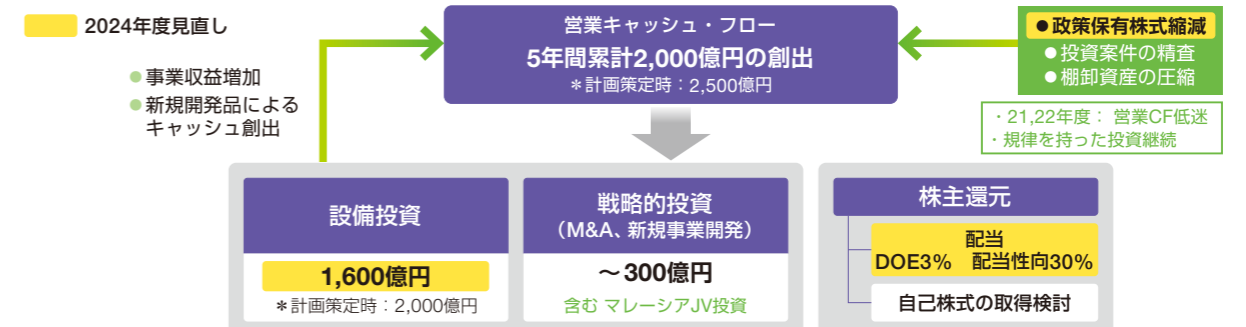 2024年度見直し
●事業収益増加
●新規開発品による
キャッシュ創出
営業キャッシュ・フロー
5年間累計2,000億円の創出
＊計画策定時：2,500億円
●政策保有株式縮減
●投資案件の精査
●棚卸資産の圧縮
・21,22年度： 営業CF低迷
・規律を持った投資継続
設備投資
1,600億円
＊計画策定時：2,000億円
戦略的投資
（M&A、新規事業開発）
～300億円
含む マレーシアJV投資
株主還元
配当
DOE3%　配当性向30%
自己株式の取得検討